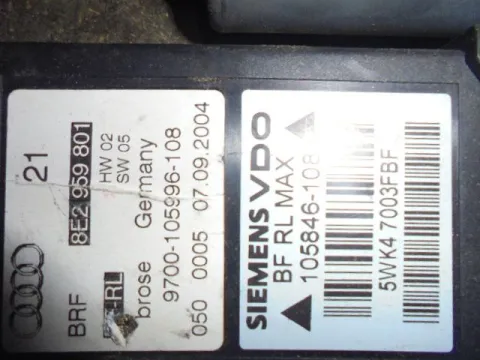 21
8E2 959 801
HW 02
SW 05
BRF
-RL
brose Germany
9700-105996-108
050 0005 07.09.2004
SIEMENS VDO
BF RL MAX
105846-108
5WK4 7003FBF